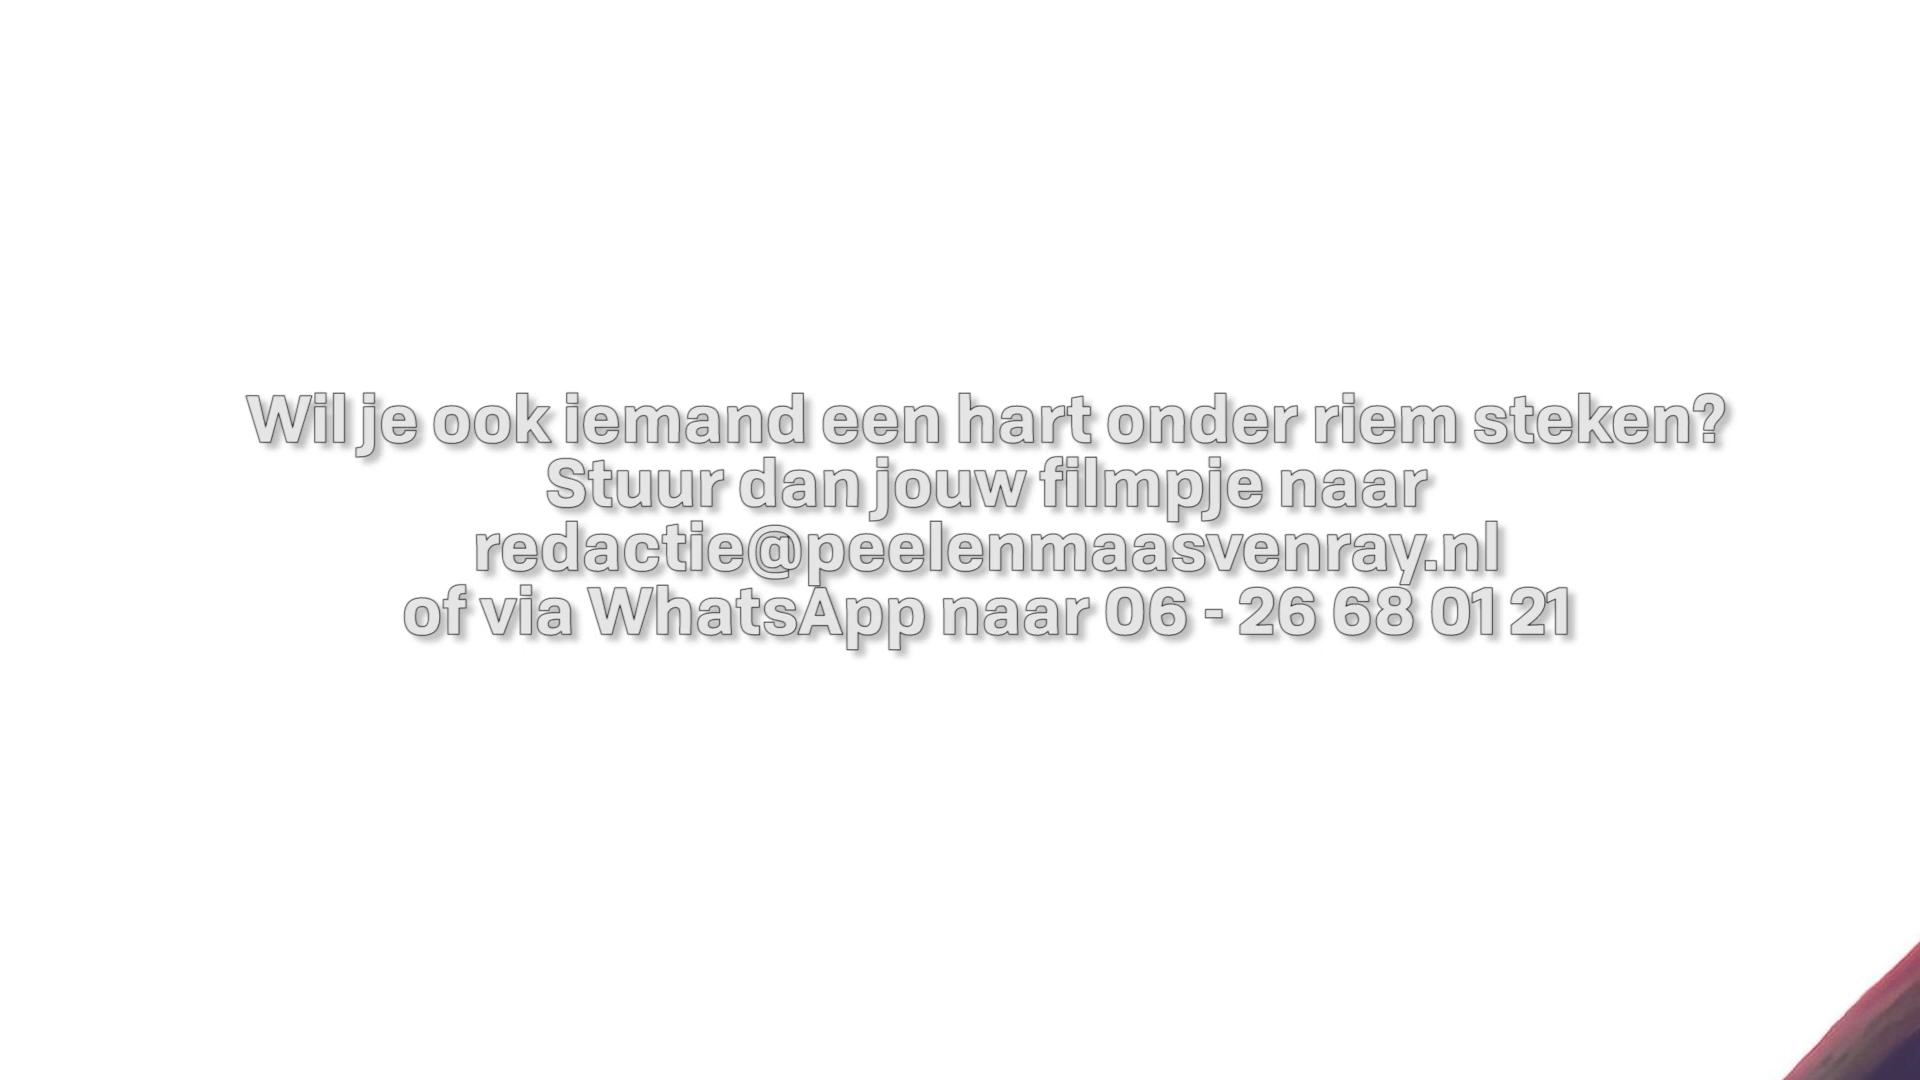 Wil je ook iemand een hart onder riem steken?
Stuur dan jouw filmpje naar
redactie@peelenmaasvenray.nl
of via WhatsApp naar 06 - 26 68 01 21